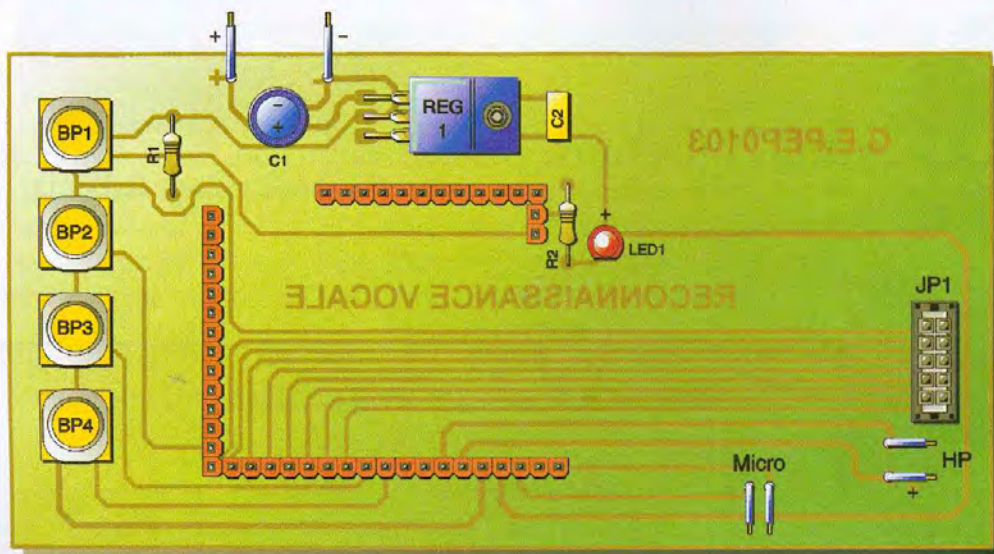 + -
+
BP1
R1
- +
C1
REG 1
C2
G.E.PEP0103
BP2
R2
+
LED1
RECONNAISSANCE VOCALE
JP1
BP3
BP4
Micro
HP
+